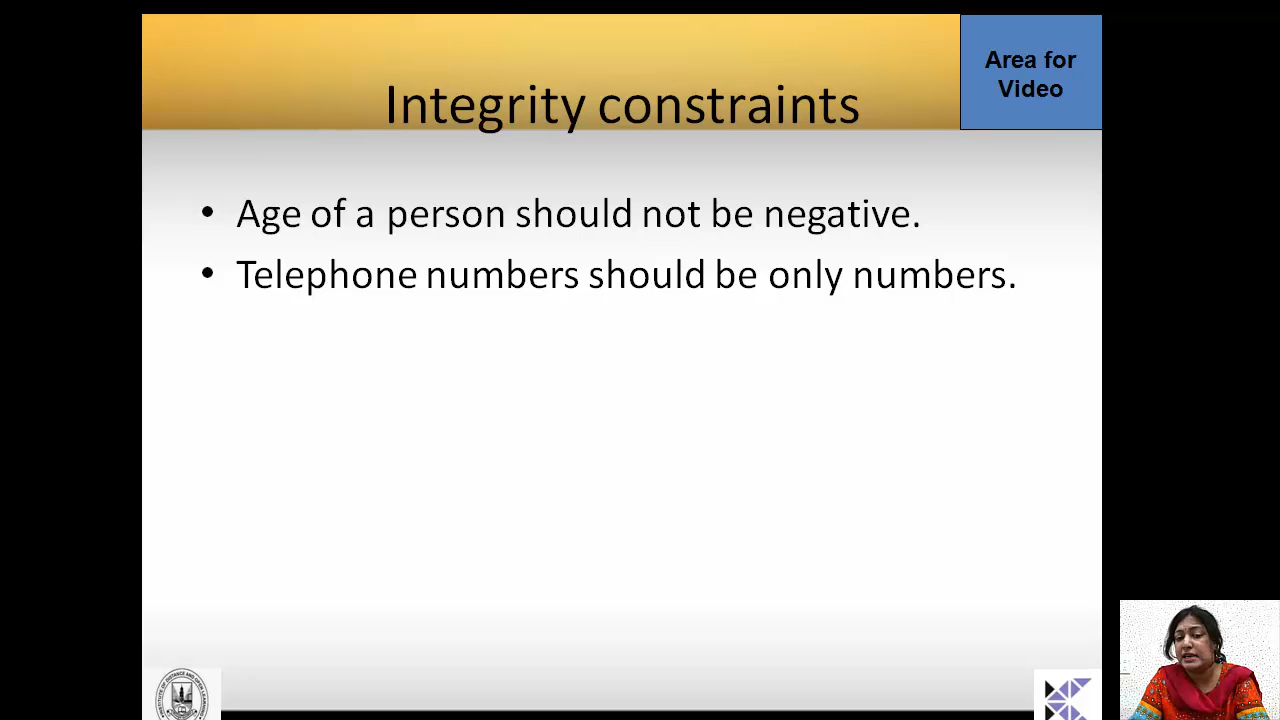 Area for
Video
Integrity constraints
• Age of a person should not be negative.
• Telephone numbers should be only numbers.